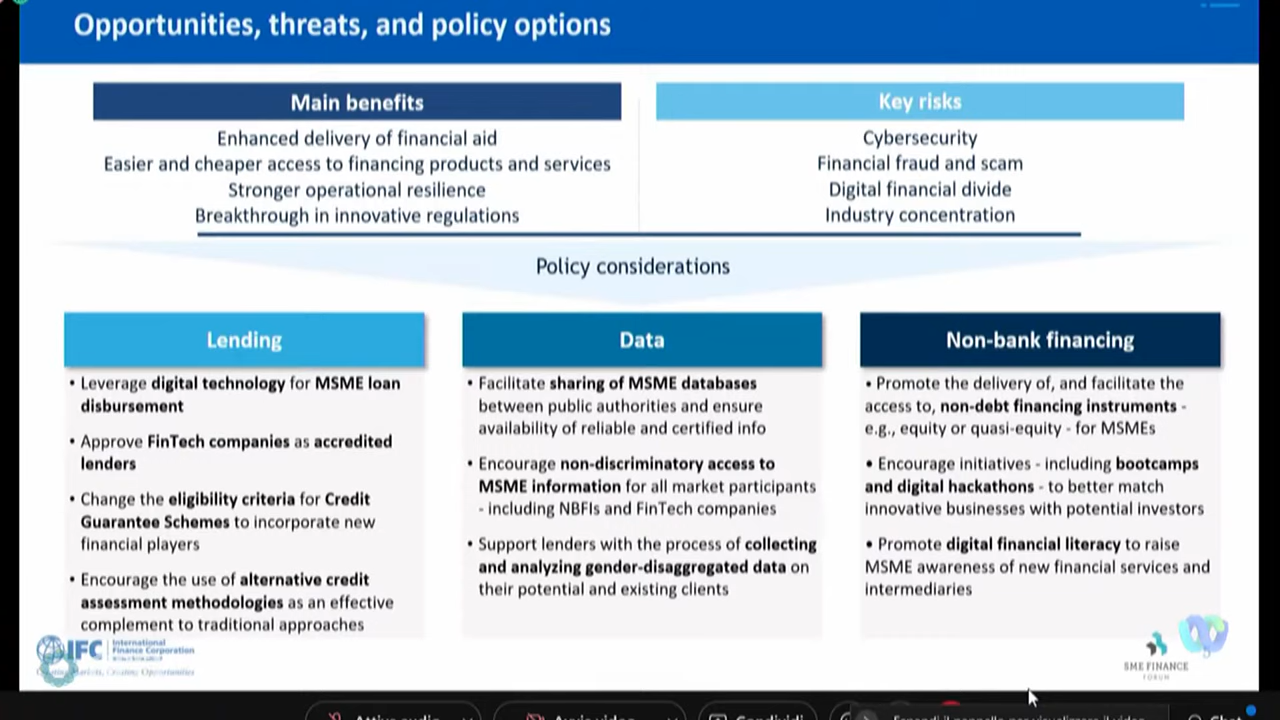 Opportunities, threats, and policy options
Main benefits
Enhanced delivery of financial aid
Easier and cheaper access to financing products and services
Stronger operational resilience
Breakthrough in innovative regulations
Key risks
Cybersecurity
Financial fraud and scam
Digital financial divide
Industry concentration
Policy considerations
Lending
• Leverage digital technology for MSME loan
disbursement
• Approve FinTech companies as accredited
lenders
• Change the eligibility criteria for Credit
Guarantee Schemes to incorporate new
financial players
• Encourage the use of alternative credit
assessment methodologies as an effective
complement to traditional approaches
Data
• Facilitate sharing of MSME databases
between public authorities and ensure
availability of reliable and certified info
• Encourage non-discriminatory access to
MSME information for all market participants
- including NBFIs and FinTech companies
• Support lenders with the process of collecting
and analyzing gender-disaggregated data on
their potential and existing clients
Non-bank financing
• Promote the delivery of, and facilitate the
access to, non-debt financing instruments -
e.g., equity or quasi-equity - for MSMEs
• Encourage initiatives - including bootcamps
and digital hackathons - to better match
innovative businesses with potential investors
• Promote digital financial literacy to raise
MSME awareness of new financial services and
intermediaries
IFC
International
Finance Corporation
Markets, Creating Opportunities
SME FINANCE
FORUM